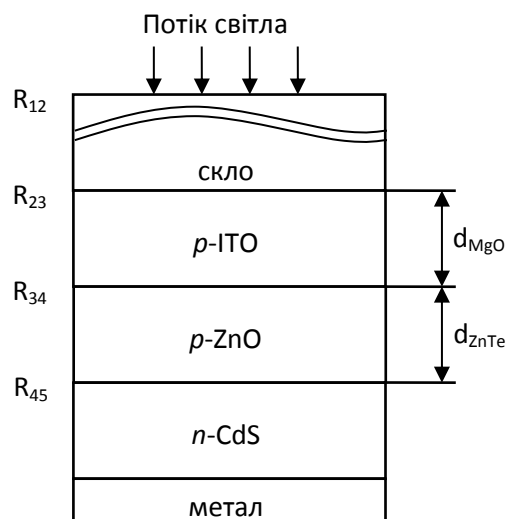 Потік світла
R12
скло
R23
p-ITO
dMgO
R34
p-ZnO
dZnTe
R45
n-CdS
метал